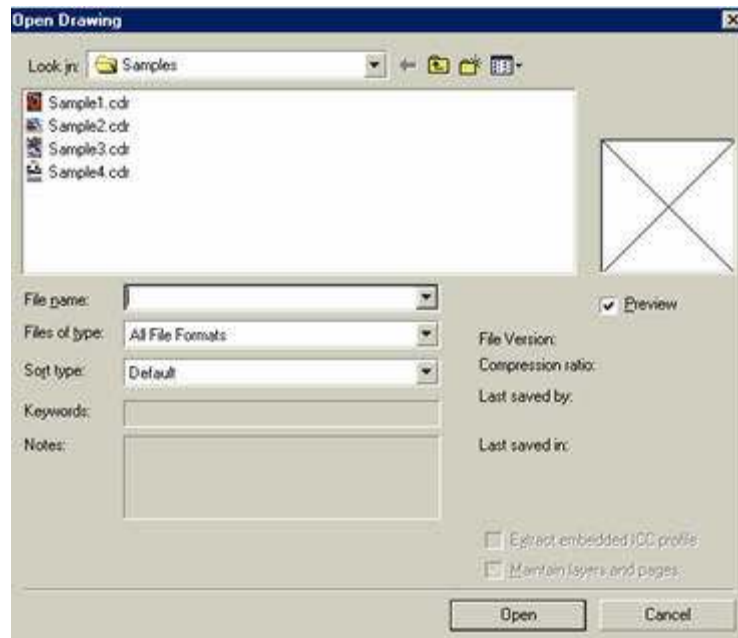 Open Drawing
Look in: Samples
Sample1.cdr
Sample2.cdr
Sample3.cdr
Sample4.cdr
File name:
Preview
Files of type: All File Formats
File Version:
Sort type: Default
Compression ratio:
Last saved by:
Keywords:
Notes:
Last saved in:
Extract embedded ICC profile
Maintain layers and pages
Open Cancel